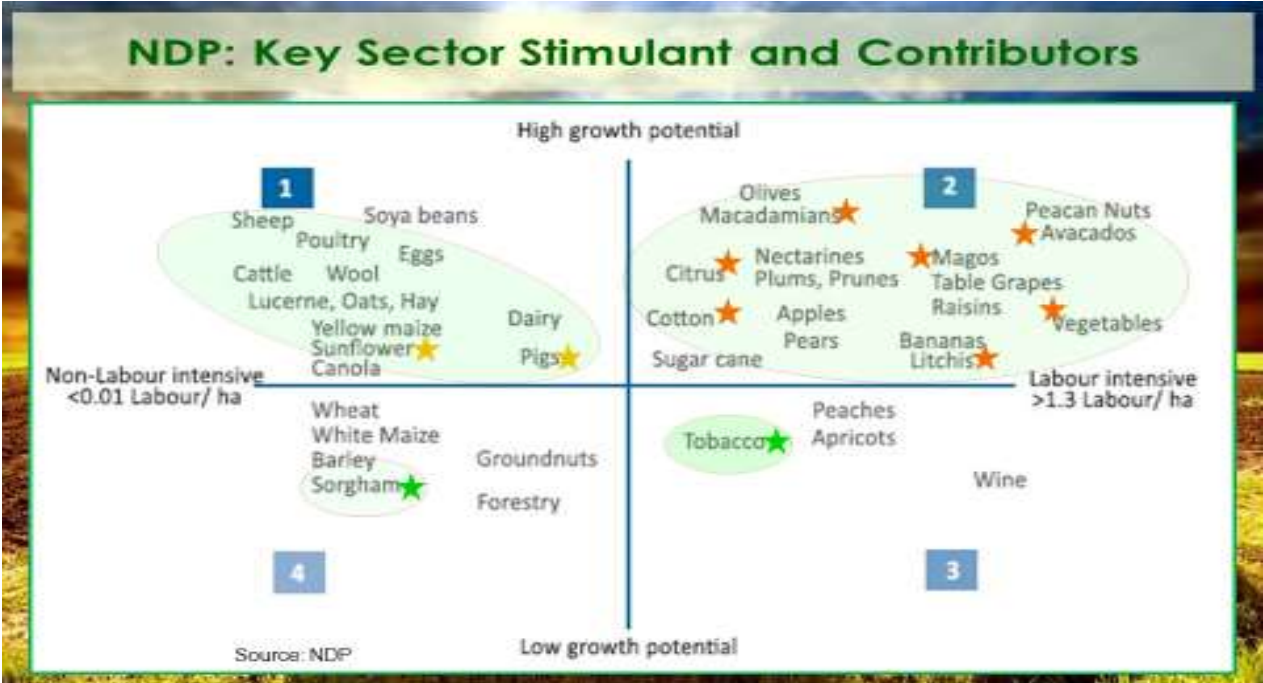 NDP: Key Sector Stimulant and Contributors
High growth potential
1
2
Sheep
Soya beans
Poultry
Eggs
Cattle Wool
Lucerne, Oats, Hay
Yellow maize
Sunflower
Canola
Dairy
Pigs
Olives
Macadamians
Peacan Nuts
Avacados
Citrus
Nectarines
Plums, Prunes
Magos
Table Grapes
Raisins
Cotton
Apples
Pears
Vegetables
Bananas
Litchis
Sugar cane
Non-Labour intensive
<0.01 Labour/ ha
Labour intensive
>1.3 Labour/ ha
Wheat
White Maize
Barley
Sorgham
Groundnuts
Forestry
Tobacco
Peaches
Apricots
Wine
4
3
Low growth potential
Source: NDP